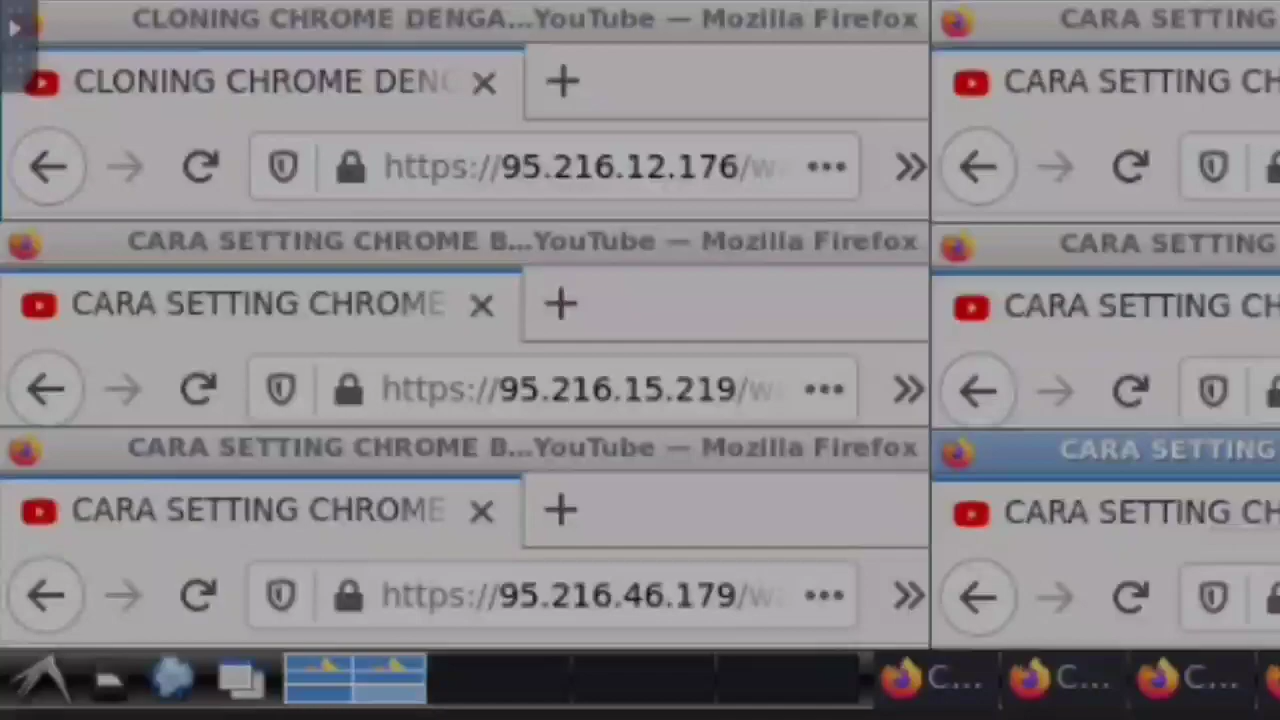 CLONING CHROME DENGA...YouTube — Mozilla Firefox
CARA SETTING
CLONING CHROME DEN
CARA SETTING CH
https://95.216.12.176/w
CARA SETTING CHROME B...YouTube — Mozilla Firefox
CARA SETTING
CARA SETTING CHROME
CARA SETTING CH
https://95.216.15.219/w
CARA SETTING CHROME B...YouTube — Mozilla Firefox
CARA SETTING
CARA SETTING CHROME
CARA SETTING CH
https://95.216.46.179/w
C... C... C...